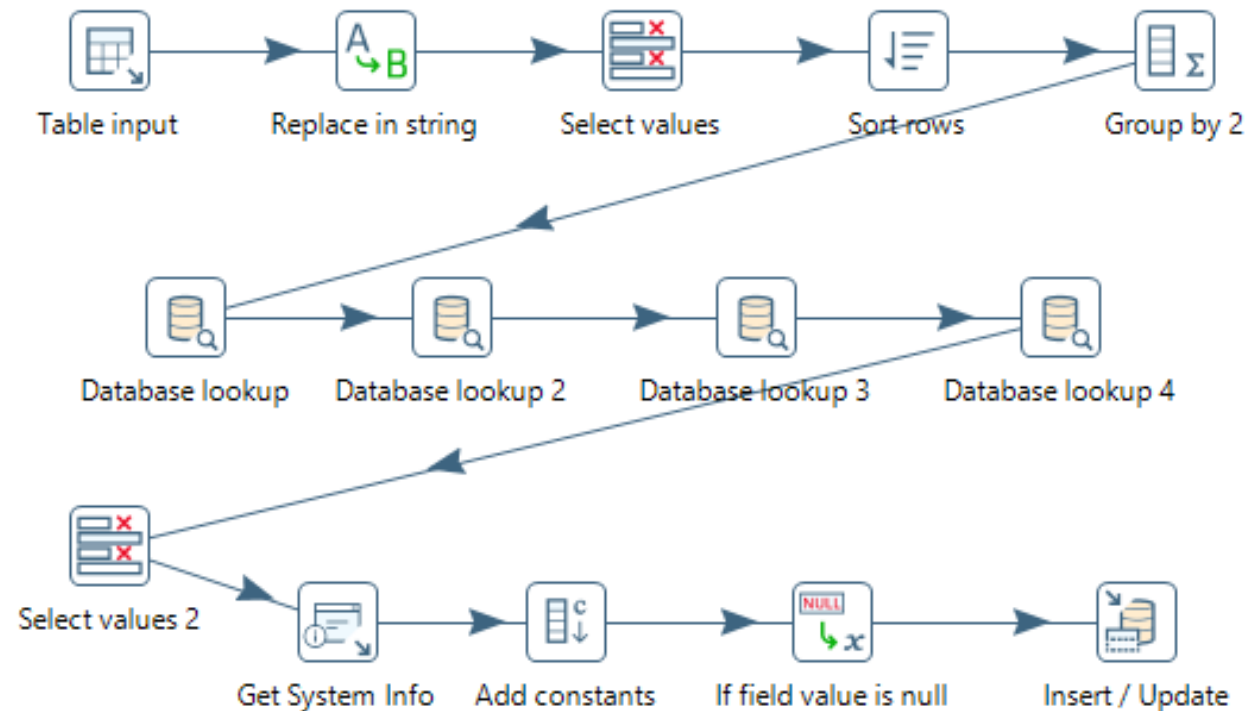 A
B
Σ
Table input
Replace in string
Select values
Sort rows
Group by 2
Database lookup
Database lookup 2
Database lookup 3
Database lookup 4
Select values 2
C
NULL
x
Get System Info
Add constants
If field value is null
Insert / Update